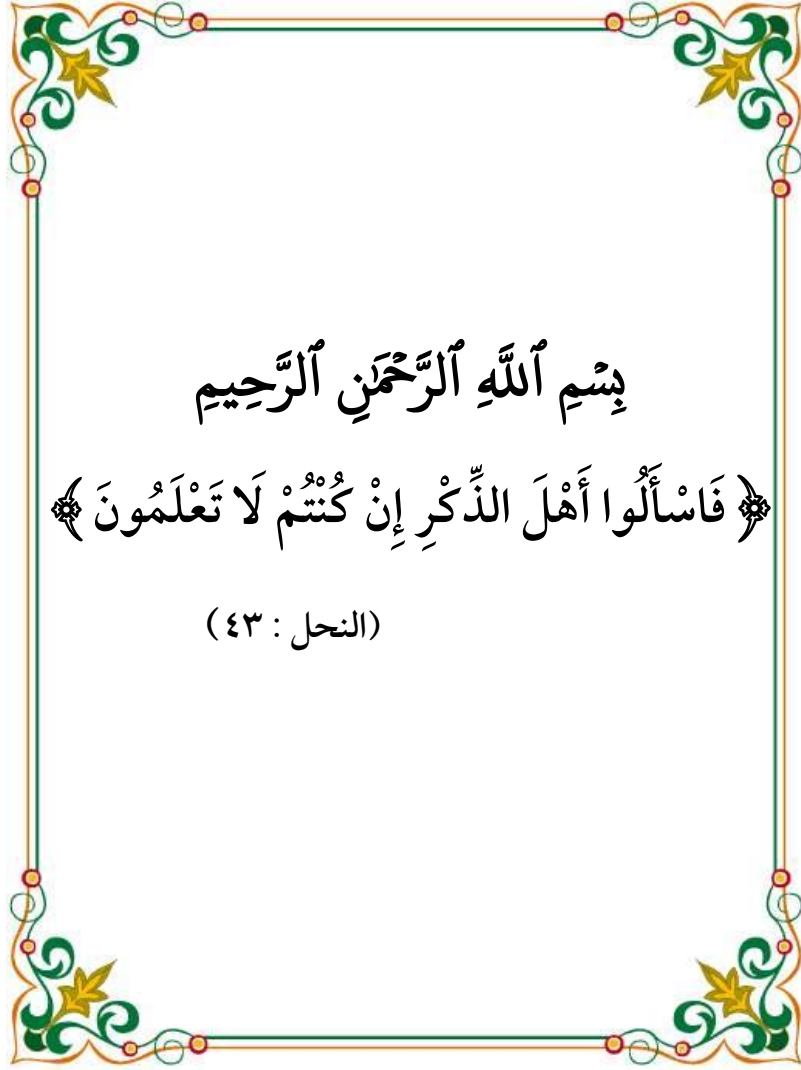 بِسْمِ ٱللَّهِ ٱلرَّحْمَٰنِ ٱلرَّحِيمِ
﴿ فَاسْأَلُوا أَهْلَ الذِّكْرِ إِنْ كُنْتُمْ لَا تَعْلَمُونَ ﴾
(النحل : ٤٣)